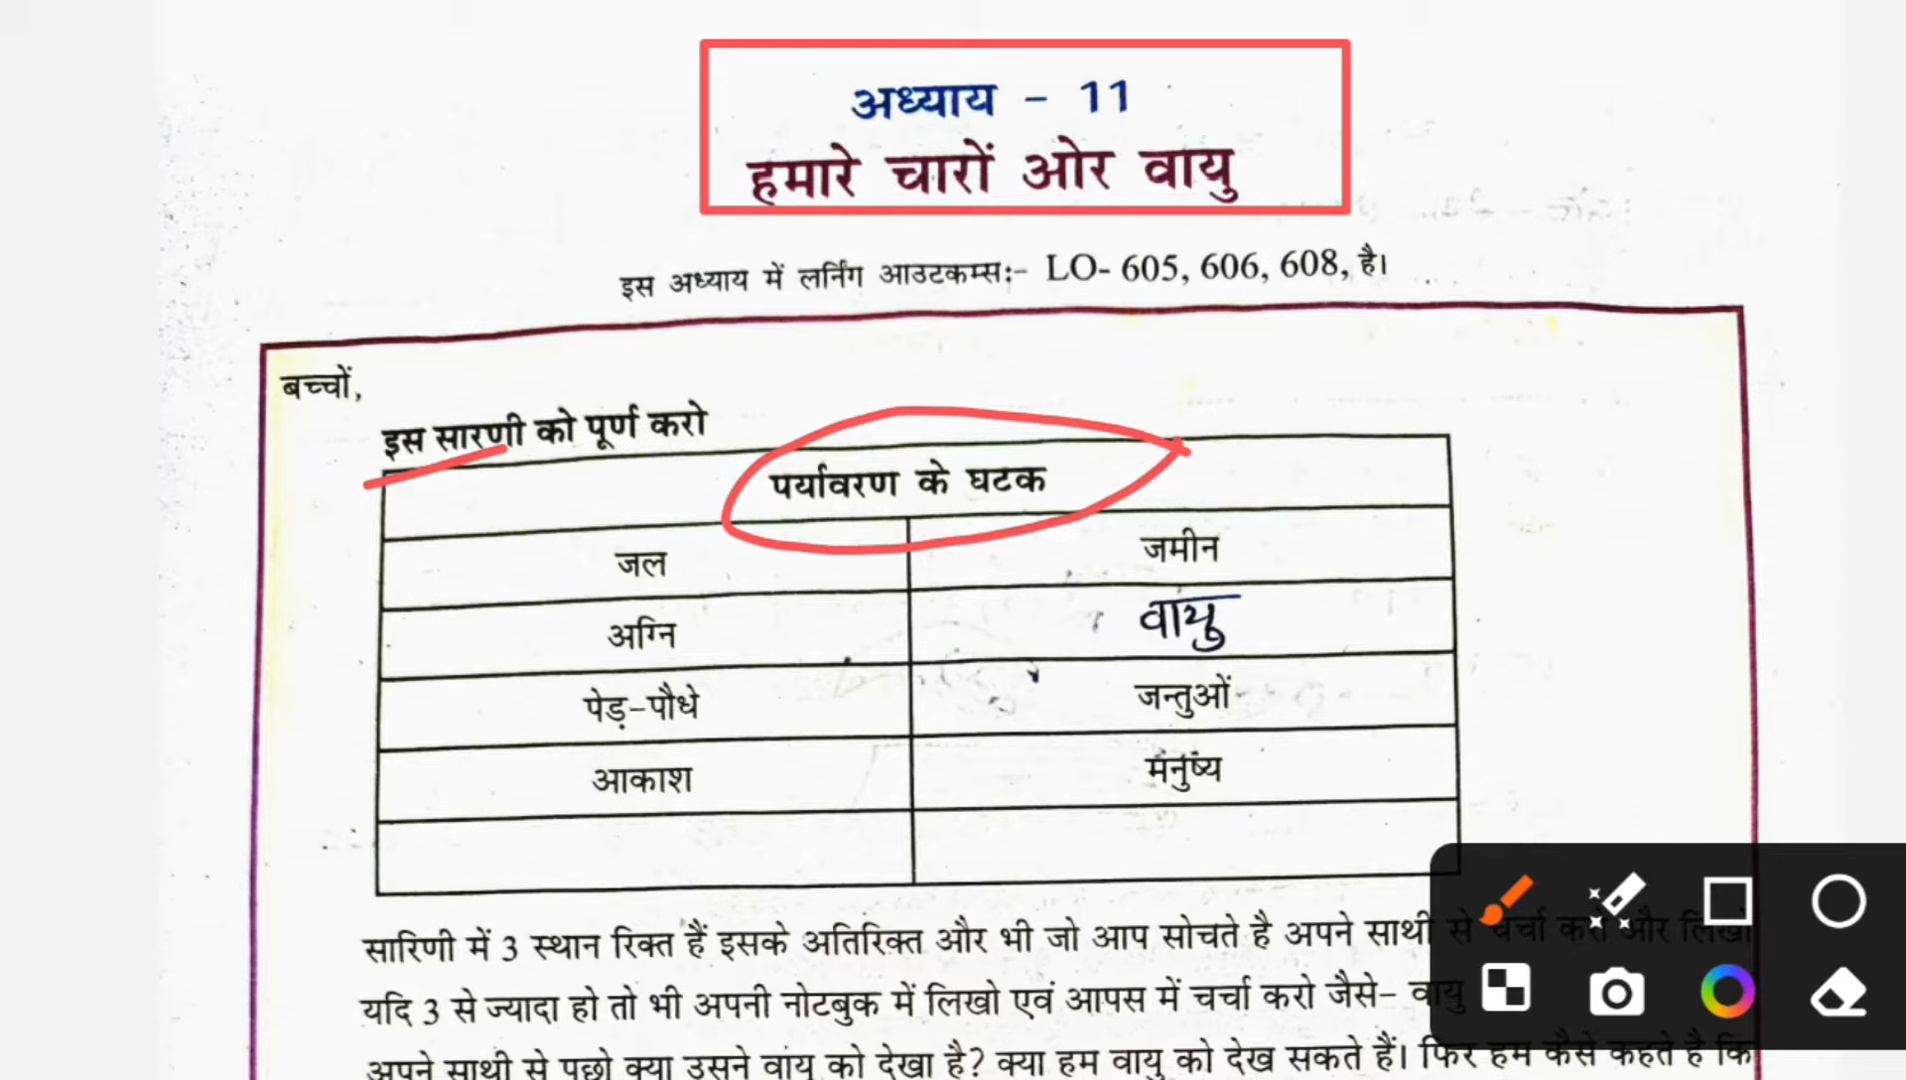 अध्याय - 11
हमारे चारों ओर वायु
इस अध्याय में लर्निंग आउटकम्स:- LO- 605, 606, 608, है।
बच्चों,
इस सारणी को पूर्ण करो
पर्यावरण के घटक
जल जमीन
अग्नि वायु
पेड़-पौधे जन्तुओं
आकाश मनुष्य
सारिणी में 3 स्थान रिक्त हैं इसके अतिरिक्त और भी जो आप सोचते है अपने साथी से चर्चा करो और लिखो
यदि 3 से ज्यादा हो तो भी अपनी नोटबुक में लिखो एवं आपस में चर्चा करो जैसे- वायु
अपने साथी से पूछो क्या उसने वायु को देखा है? क्या हम वायु को देख सकते हैं। फिर हम कैसे कहते है कि